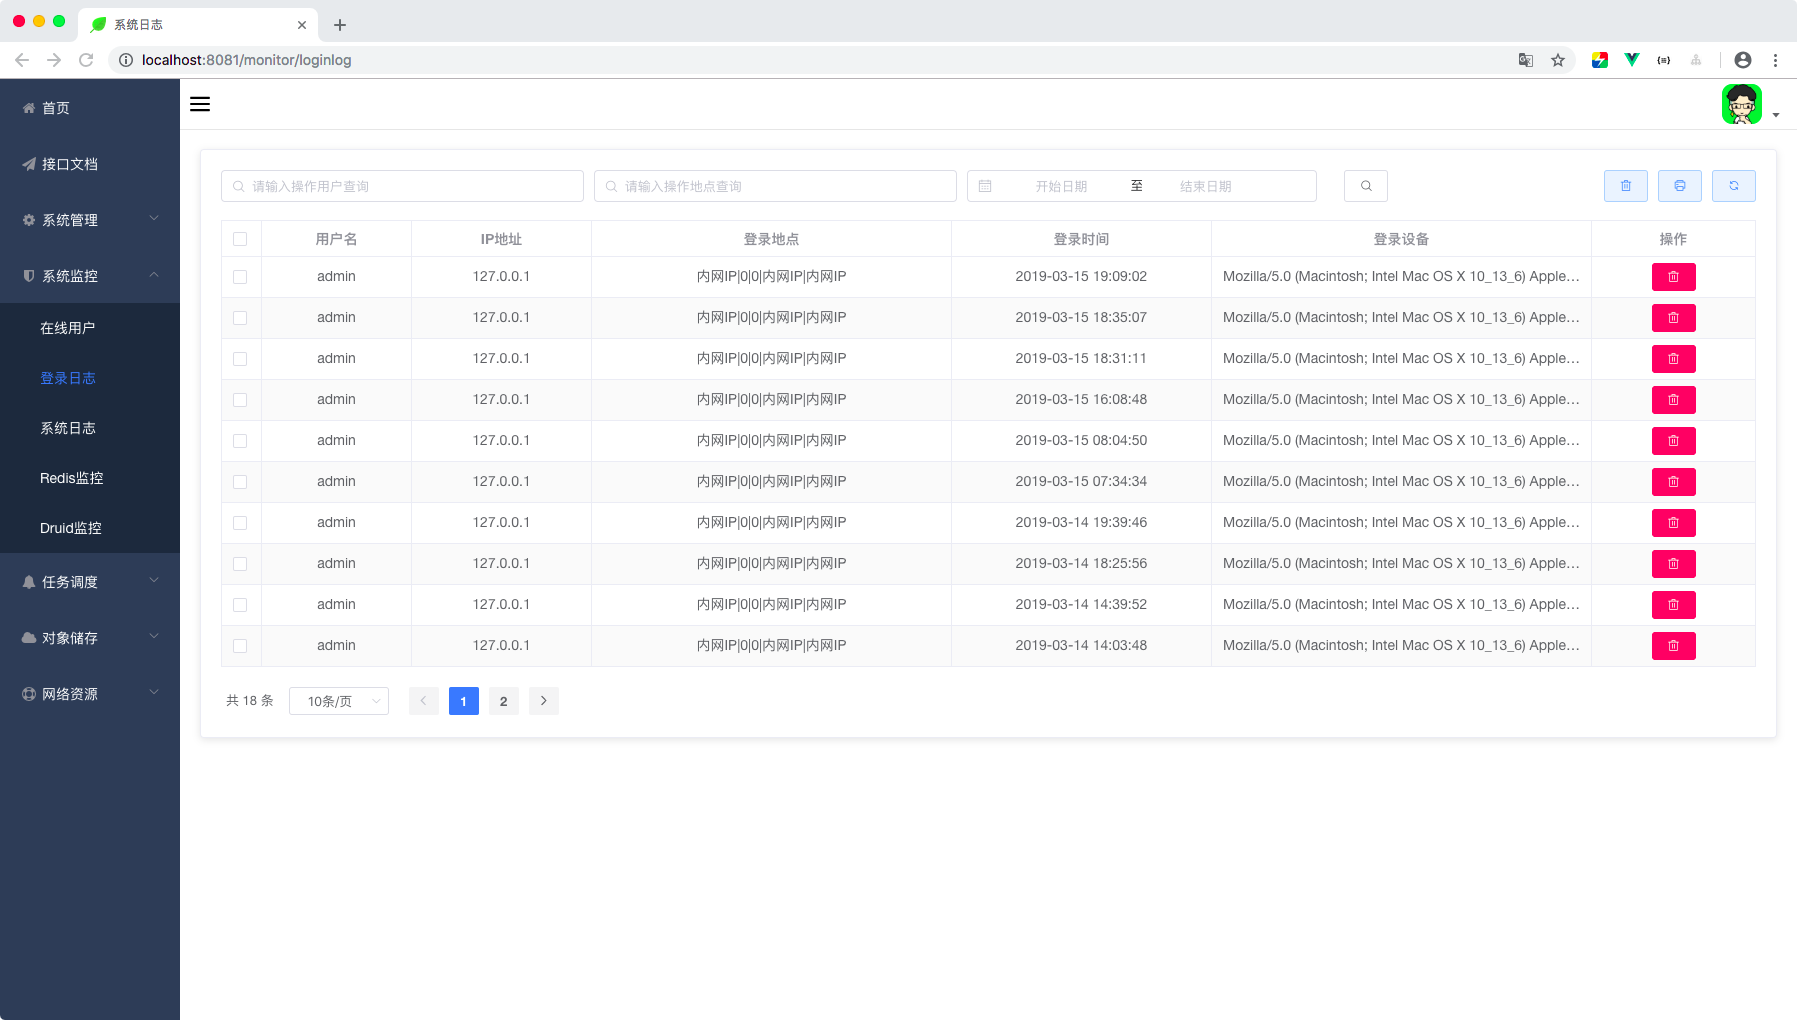 系统日志
localhost:8081/monitor/loginlog
首页
接口文档
系统管理
系统监控
在线用户
登录日志
系统日志
Redis监控
Druid监控
任务调度
对象储存
网络资源
请输入操作用户查询 请输入操作地点查询 开始日期 至 结束日期
用户名 IP地址 登录地点 登录时间 登录设备 操作
admin 127.0.0.1 内网IP|0|0|内网IP|内网IP 2019-03-15 19:09:02 Mozilla/5.0 (Macintosh; Intel Mac OS X 10_13_6) Apple...
admin 127.0.0.1 内网IP|0|0|内网IP|内网IP 2019-03-15 18:35:07 Mozilla/5.0 (Macintosh; Intel Mac OS X 10_13_6) Apple...
admin 127.0.0.1 内网IP|0|0|内网IP|内网IP 2019-03-15 18:31:11 Mozilla/5.0 (Macintosh; Intel Mac OS X 10_13_6) Apple...
admin 127.0.0.1 内网IP|0|0|内网IP|内网IP 2019-03-15 16:08:48 Mozilla/5.0 (Macintosh; Intel Mac OS X 10_13_6) Apple...
admin 127.0.0.1 内网IP|0|0|内网IP|内网IP 2019-03-15 08:04:50 Mozilla/5.0 (Macintosh; Intel Mac OS X 10_13_6) Apple...
admin 127.0.0.1 内网IP|0|0|内网IP|内网IP 2019-03-15 07:34:34 Mozilla/5.0 (Macintosh; Intel Mac OS X 10_13_6) Apple...
admin 127.0.0.1 内网IP|0|0|内网IP|内网IP 2019-03-14 19:39:46 Mozilla/5.0 (Macintosh; Intel Mac OS X 10_13_6) Apple...
admin 127.0.0.1 内网IP|0|0|内网IP|内网IP 2019-03-14 18:25:56 Mozilla/5.0 (Macintosh; Intel Mac OS X 10_13_6) Apple...
admin 127.0.0.1 内网IP|0|0|内网IP|内网IP 2019-03-14 14:39:52 Mozilla/5.0 (Macintosh; Intel Mac OS X 10_13_6) Apple...
admin 127.0.0.1 内网IP|0|0|内网IP|内网IP 2019-03-14 14:03:48 Mozilla/5.0 (Macintosh; Intel Mac OS X 10_13_6) Apple...
共 18 条 10条/页 1 2